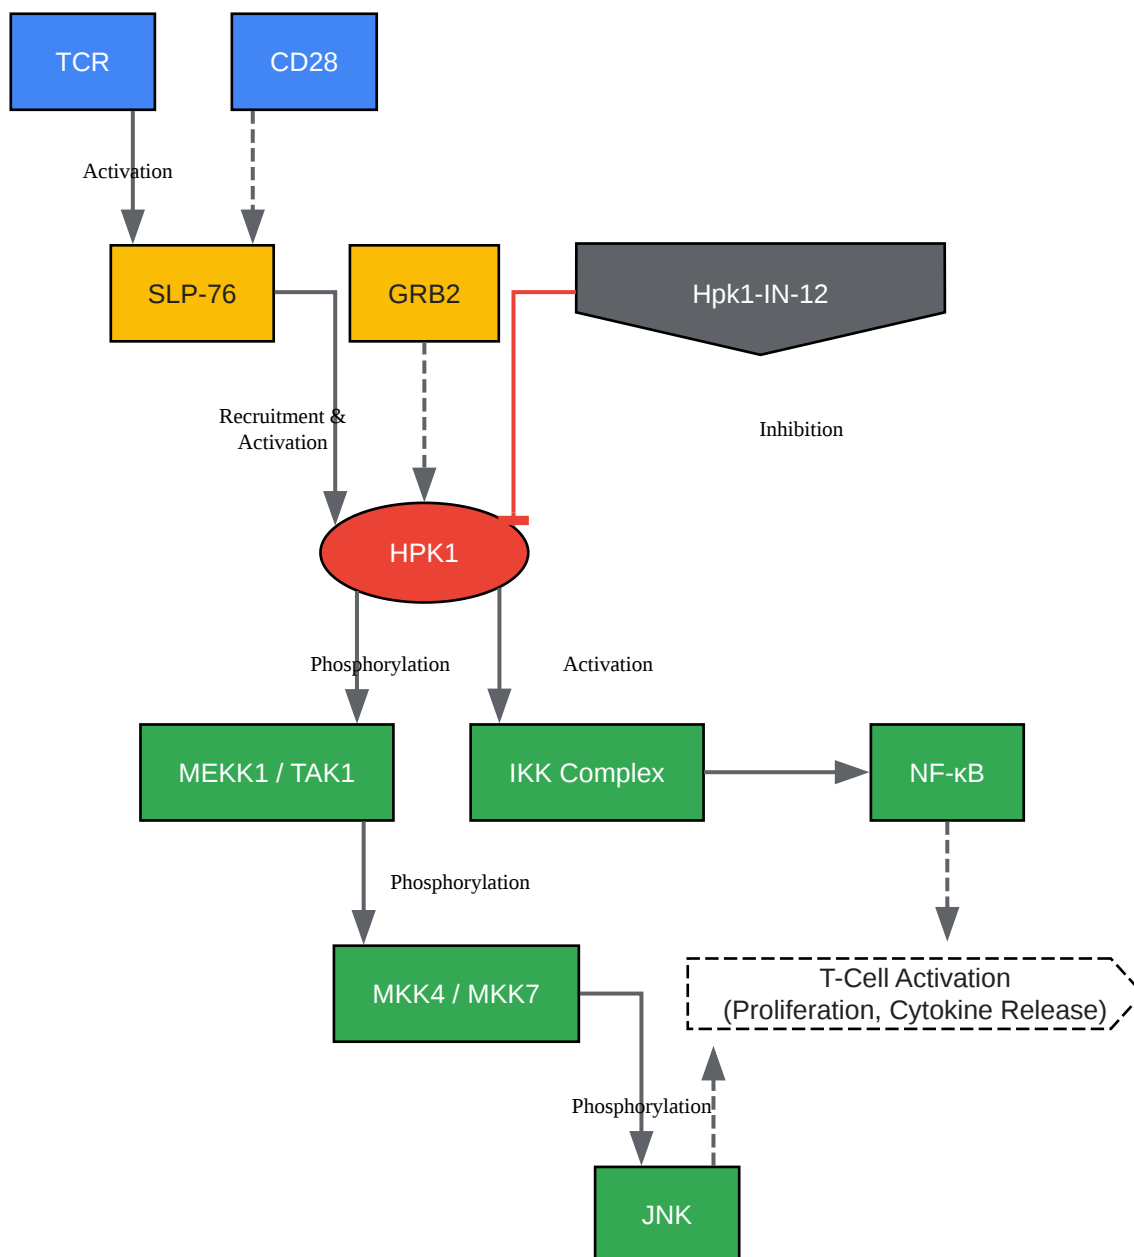 TCR
CD28
Activation
SLP-76
GRB2
Hpk1-IN-12
Recruitment &
Activation
Inhibition
HPK1
Phosphorylation
Activation
MEKK1 / TAK1
IKK Complex
NF-κB
Phosphorylation
MKK4 / MKK7
T-Cell Activation
(Proliferation, Cytokine Release)
Phosphorylation
JNK